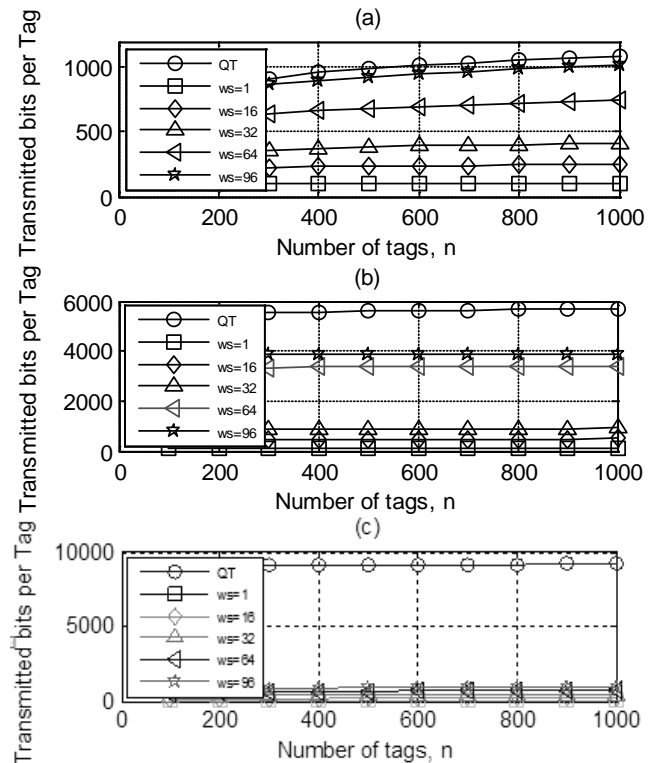 (a)
Transmitted bits per Tag
1000
500
0
QT
ws=1
ws=16
ws=32
ws=64
ws=96
0 200 400 600 800 1000
Number of tags, n
(b)
Transmitted bits per Tag
6000
4000
2000
0
QT
ws=1
ws=16
ws=32
ws=64
ws=96
0 200 400 600 800 1000
Number of tags, n
(c)
Transmitted bits per Tag
10000
5000
0
QT
ws=1
ws=16
ws=32
ws=64
ws=96
0 200 400 600 800 1000
Number of tags, n